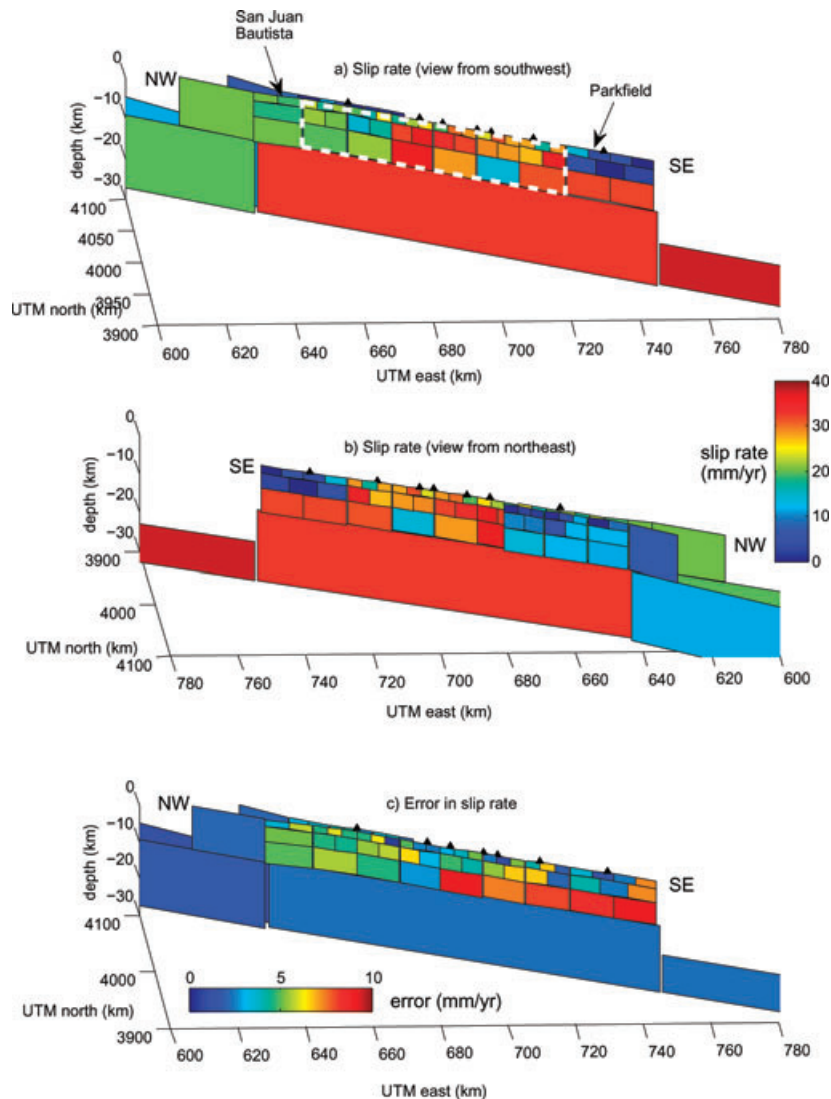 San Juan
Bautista
a) Slip rate (view from southwest)
Parkfield
NW
SE
0
−10
−20
−30
depth (km)
4100
4050
4000
3950
3900
UTM north (km)
600 620 640 660 680 700 720 740 760 780
UTM east (km)
40
30
20
10
0
slip rate
(mm/yr)
b) Slip rate (view from northeast)
SE
NW
0
−10
−20
−30
depth (km)
3900
4000
4100
UTM north (km)
780 760 740 720 700 680 660 640 620 600
UTM east (km)
c) Error in slip rate
NW
SE
0
−10
−20
−30
depth (km)
4100
4000
3900
UTM north (km)
0 5 10
error (mm/yr)
600 620 640 660 680 700 720 740 760 780
UTM east (km)